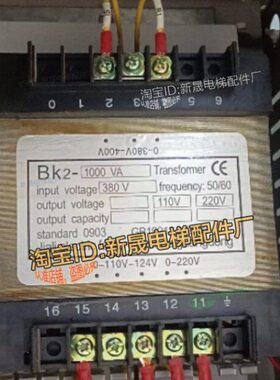 淘宝ID:新晟电梯配件厂
0 2 3 6 5
0-380V-400V
BK2-1000 VA Transformer CE
input voltage 380 V frequency: 50/60
output voltage 110V 220V
output capacity
standard 0903
淘宝ID:新晟电梯配件厂
0-110V-124V 0-220V
16 15 14 13 12 11